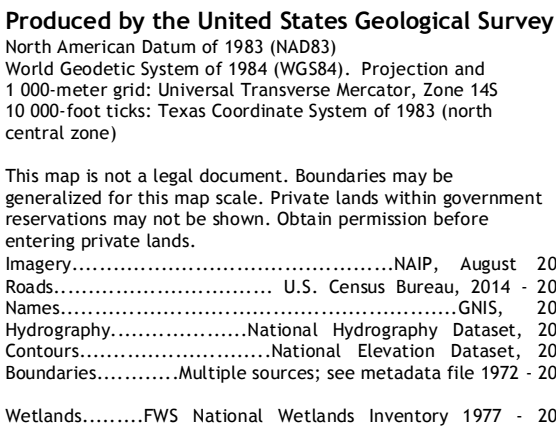 Produced by the United States Geological Survey
North American Datum of 1983 (NAD83)
World Geodetic System of 1984 (WGS84).  Projection and
1 000-meter grid: Universal Transverse Mercator, Zone 14S
10 000-foot ticks: Texas Coordinate System of 1983 (north
central zone)
This map is not a legal document. Boundaries may be
generalized for this map scale. Private lands within government
reservations may not be shown. Obtain permission before
entering private lands.
Imagery..........................................NAIP, August 20
Roads............................ U.S. Census Bureau, 2014 - 20
Names...................................................GNIS, 20
Hydrography...................National Hydrography Dataset, 20
Contours.........................National Elevation Dataset, 20
Boundaries............Multiple sources; see metadata file 1972 - 20
Wetlands.........FWS National Wetlands Inventory 1977 - 20